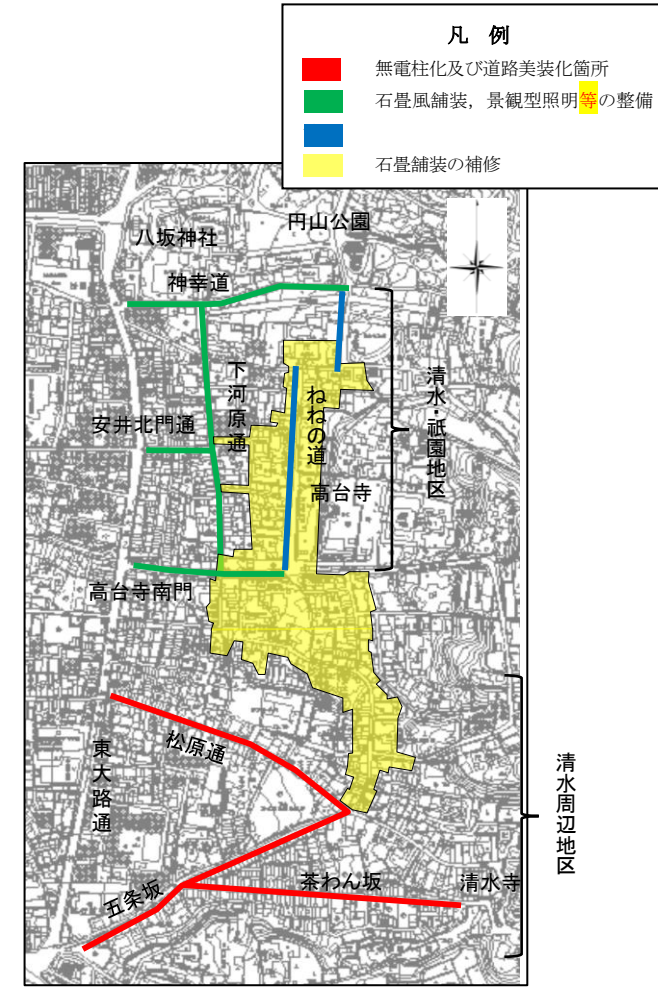 凡 例
無電柱化及び道路美装化箇所
石畳風舗装，景観型照明等の整備
石畳舗装の補修
円山公園
八坂神社
神幸道
下河原通
ねねの道
清水・祇園地区
安井北門通
高台寺
高台寺南門
松原通
東大路通
清水周辺地区
茶わん坂
清水寺
五条坂